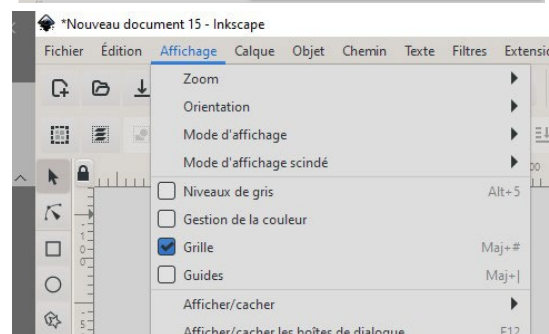 *Nouveau document 15 - Inkscape
Fichier Édition Affichage Calque Objet Chemin Texte Filtres Extensio
Zoom
Orientation
Mode d'affichage
Mode d'affichage scindé
Niveaux de gris Alt+5
Gestion de la couleur
Grille Maj+#
Guides Maj+|
Afficher/cacher
Afficher/cacher les boîtes de dialogue F12